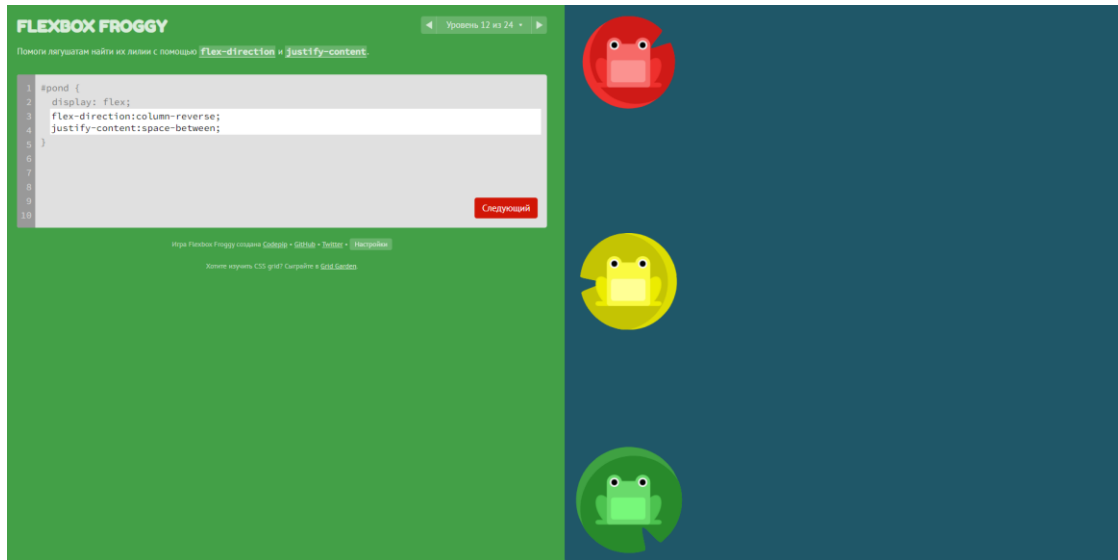 FLEXBOX FROGGY
◀ Уровень 12 из 24 ▶
Помоги лягушатам найти их лилии с помощью flex-direction и justify-content.
1 #pond {
2 display: flex;
3 flex-direction:column-reverse;
4 justify-content:space-between;
5 }
6
7
8
9
10
Следующий
Игра Flexbox Froggy создана Codepip • GitHub • Twitter • Настройки
Хотите изучить CSS grid? Сыграйте в Grid Garden.